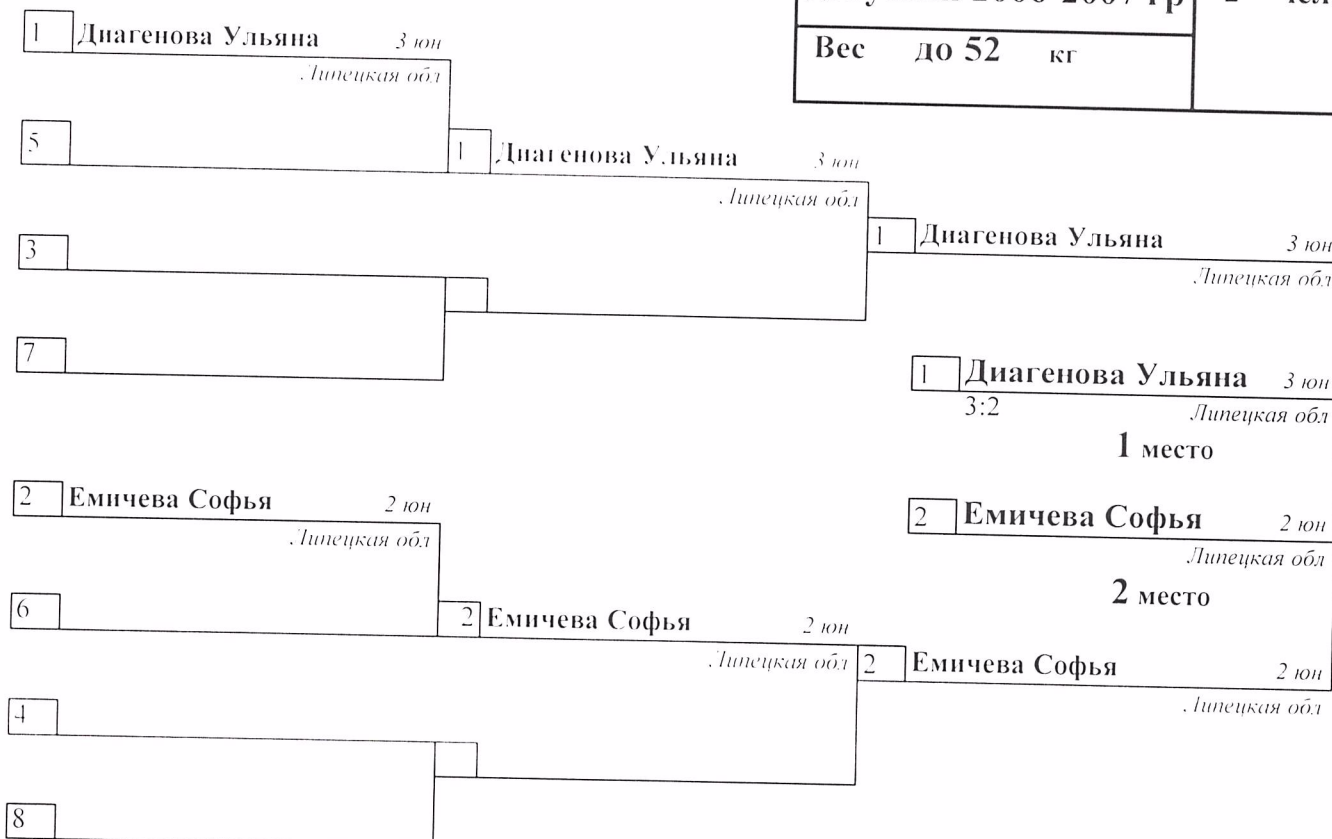 2006-2007 гр
Вес до 52 кг
1 Диагенова Ульяна 3 юн
Липецкая обл
5
1 Диагенова Ульяна 3 юн
Липецкая обл
3
1 Диагенова Ульяна 3 юн
Липецкая обл
7
1 Диагенова Ульяна 3 юн
3:2 Липецкая обл
1 место
2 Емичева Софья 2 юн
Липецкая обл
2 Емичева Софья 2 юн
Липецкая обл
2 место
6
2 Емичева Софья 2 юн
Липецкая обл
2 Емичева Софья 2 юн
Липецкая обл
4
8